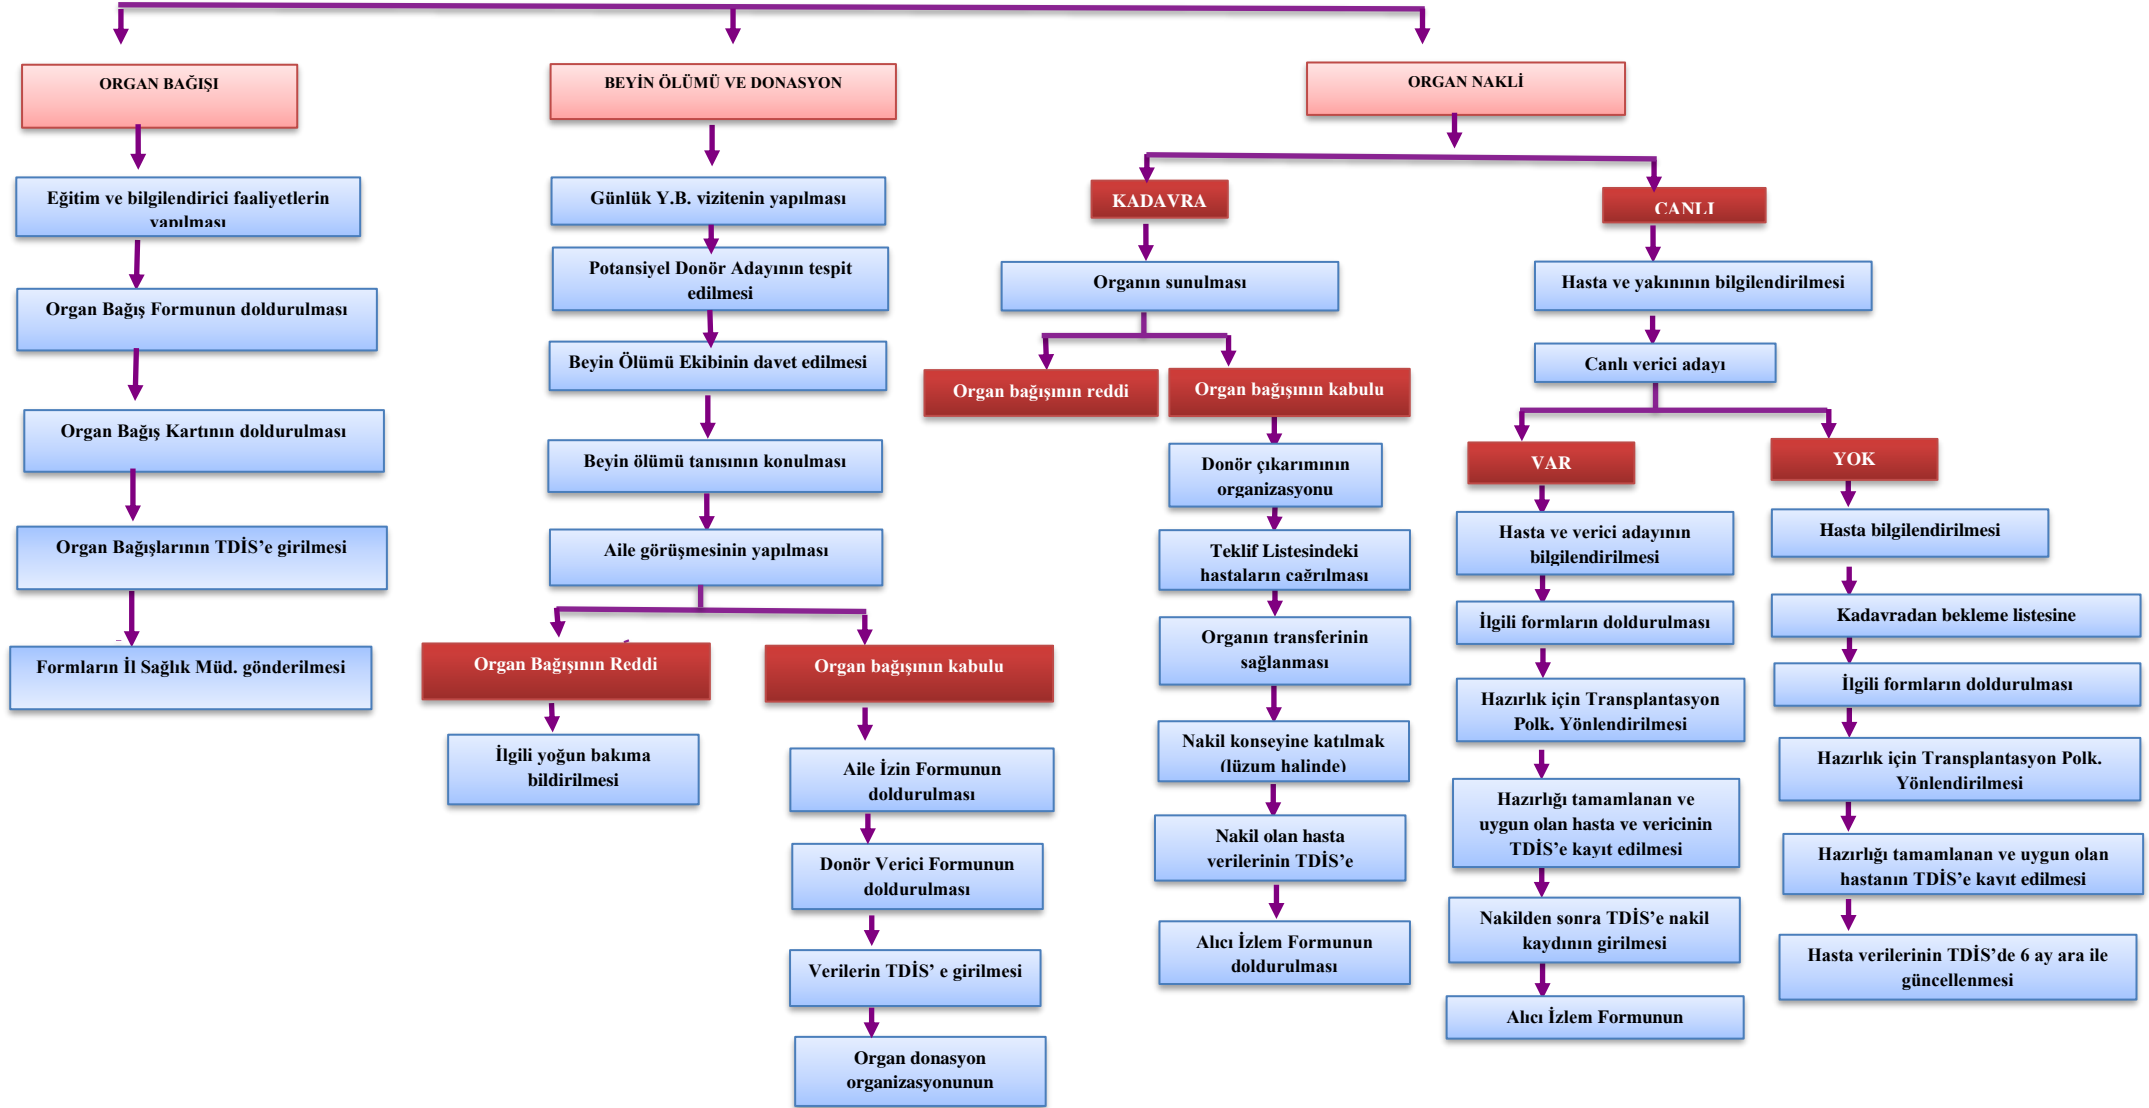 ORGAN BAĞIŞI
Eğitim ve bilgilendirici faaliyetlerin
yapılması
Organ Bağış Formunun doldurulması
Organ Bağış Kartının doldurulması
Organ Bağışlarının TDİS’e girilmesi
Formların İl Sağlık Müd. gönderilmesi
BEYİN ÖLÜMÜ VE DONASYON
Günlük Y.B. vizitenin yapılması
Potansiyel Donör Adayının tespit
edilmesi
Beyin Ölümü Ekibinin davet edilmesi
Beyin ölümü tanısının konulması
Aile görüşmesinin yapılması
Organ Bağışının Reddi
İlgili yoğun bakıma
bildirilmesi
Organ bağışının kabulu
Aile İzin Formunun
doldurulması
Donör Verici Formunun
doldurulması
Verilerin TDİS’ e girilmesi
Organ donasyon
organizasyonunun
ORGAN NAKLİ
KADAVRA
Organın sunulması
Organ bağışının reddi
Organ bağışının kabulu
Donör çıkarımının
organizasyonu
Teklif Listesindeki
hastaların çağrılması
Organın transferinin
sağlanması
Nakil konseyine katılmak
(lüzum halinde)
Nakil olan hasta
verilerinin TDİS’e
Alıcı İzlem Formunun
doldurulması
CANLI
Hasta ve yakınının bilgilendirilmesi
Canlı verici adayı
VAR
Hasta ve verici adayının
bilgilendirilmesi
İlgili formların doldurulması
Hazırlık için Transplantasyon
Polk. Yönlendirilmesi
Hazırlığı tamamlanan ve
uygun olan hasta ve vericinin
TDİS’e kayıt edilmesi
Nakilden sonra TDİS’e nakil
kaydının girilmesi
Alıcı İzlem Formunun
YOK
Hasta bilgilendirilmesi
Kadavradan bekleme listesine
İlgili formların doldurulması
Hazırlık için Transplantasyon Polk.
Yönlendirilmesi
Hazırlığı tamamlanan ve uygun olan
hastanın TDİS’e kayıt edilmesi
Hasta verilerinin TDİS’de 6 ay ara ile
güncellenmesi